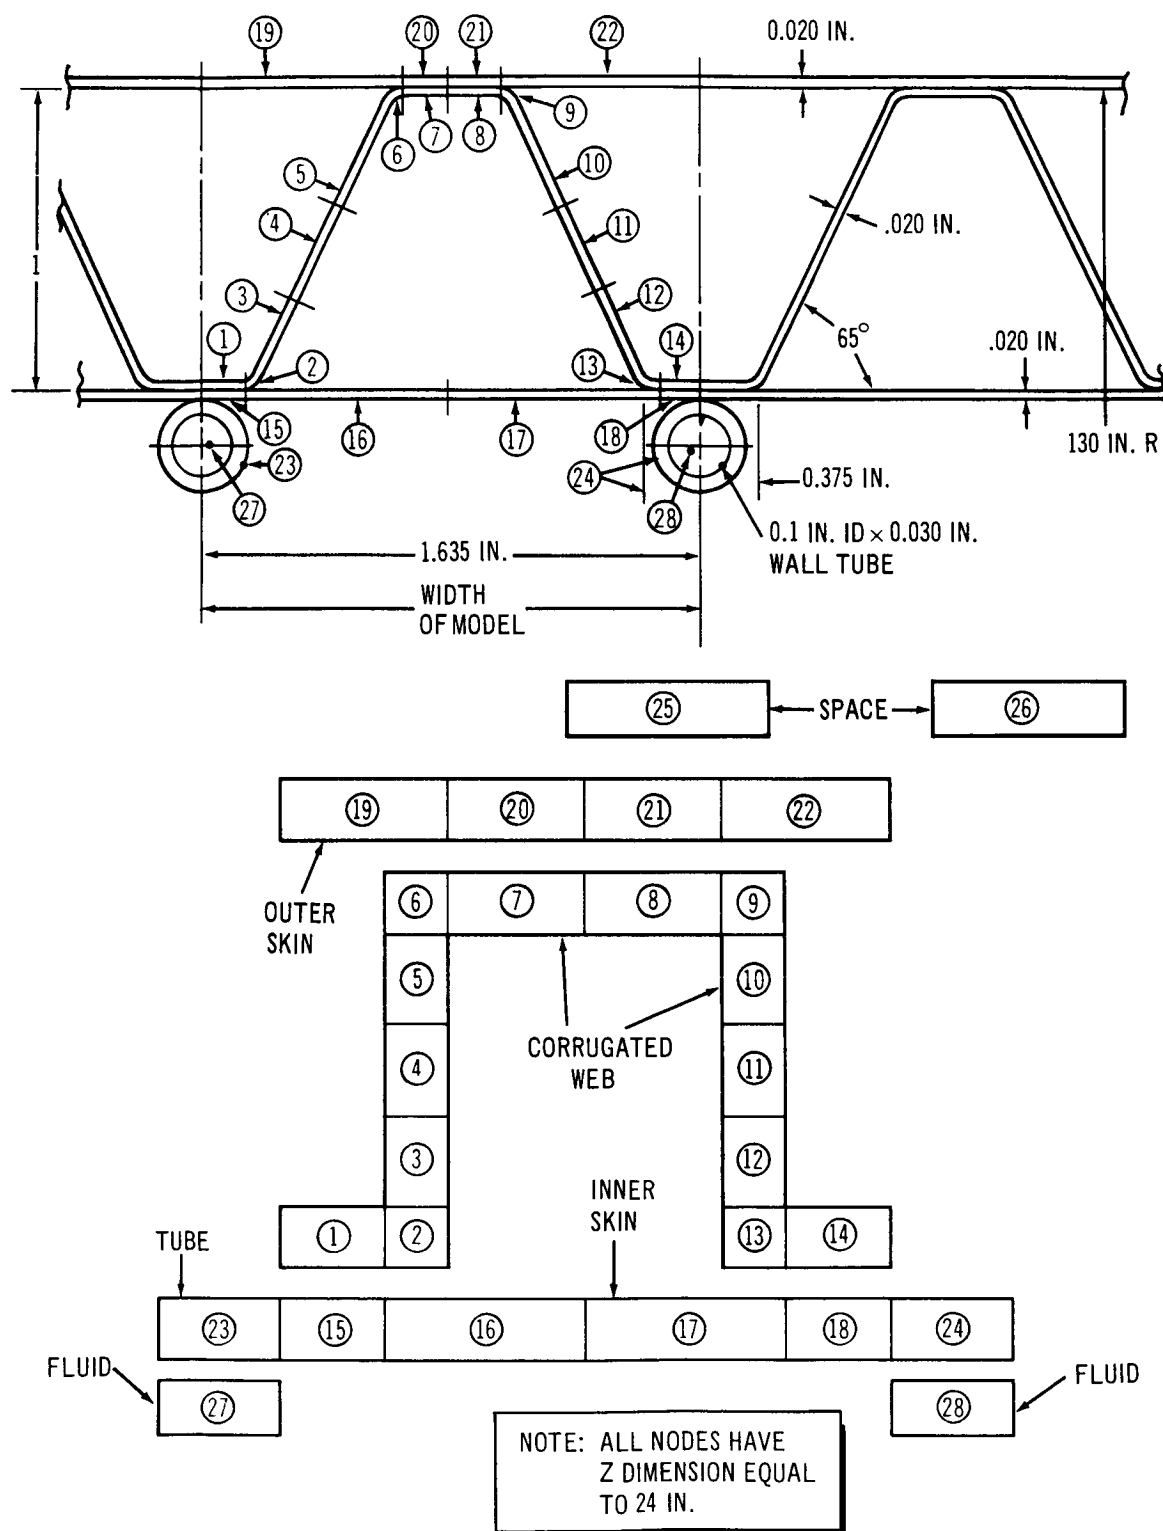 19 20 21 22 0.020 IN.
9
6 7 8
5 10
4 11 .020 IN.
1
3 12
65°
1 14 .020 IN.
2 13
15 16 17 18 130 IN. R
23 24 0.375 IN.
27 28
0.1 IN. ID × 0.030 IN.
WALL TUBE
1.635 IN.
WIDTH
OF MODEL
25 SPACE 26
19 20 21 22
OUTER
SKIN
6 7 8 9
5 10
CORRUGATED
WEB
4 11
3 12
INNER
SKIN
1 2 13 14
TUBE
23 15 16 17 18 24
FLUID
27 28
FLUID
NOTE: ALL NODES HAVE
Z DIMENSION EQUAL
TO 24 IN.